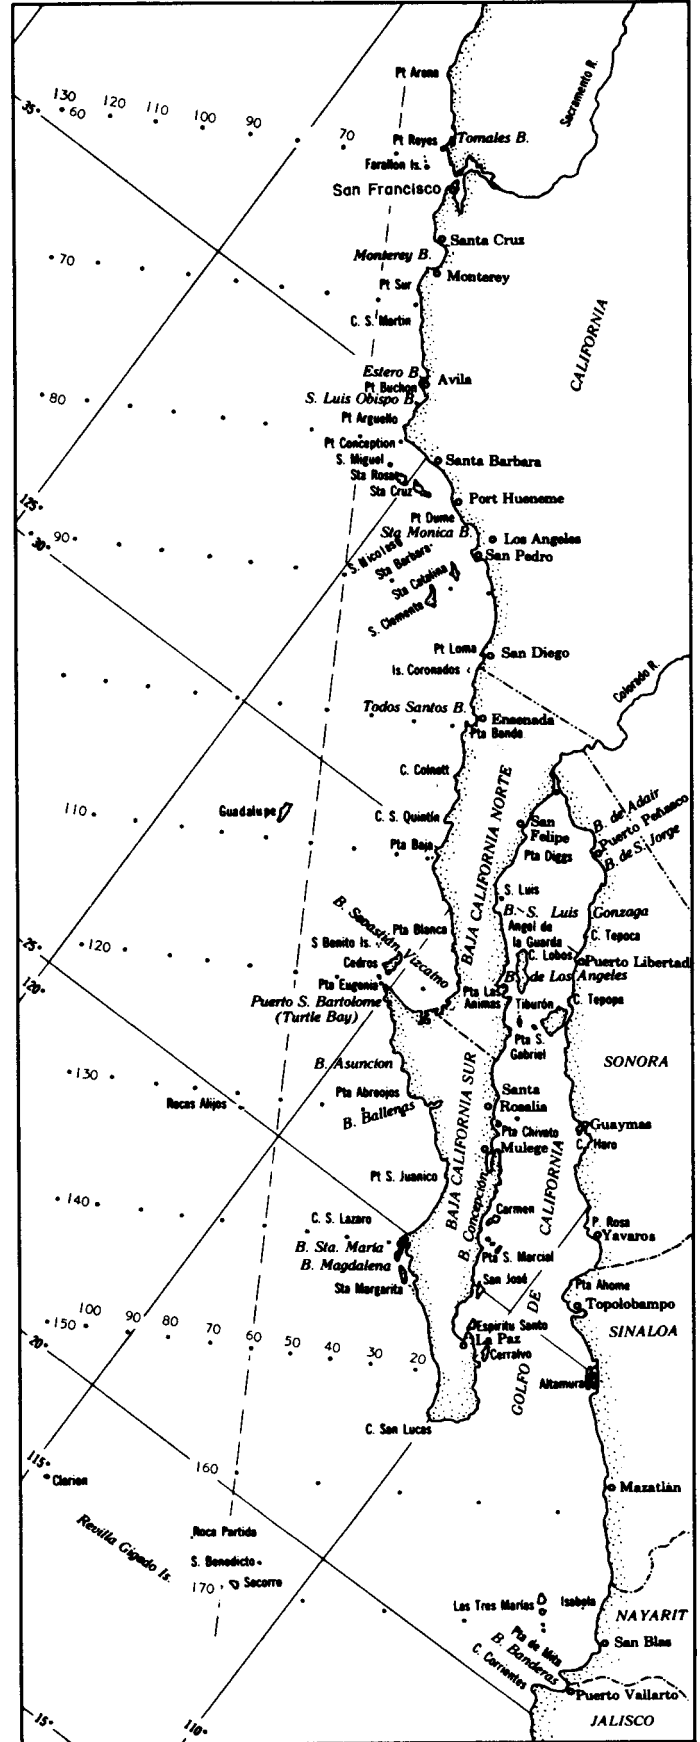 Pt Arena
Sacramento R.
35°
130
60
120
110
100
90
70
Pt Reyes
Tomales B.
Farallon Is.
San Francisco
Santa Cruz
Monterey B.
70
Monterey
Pt Sur
C. S. Martin
CALIFORNIA
Estero B.
Avila
Pt Buchon
80
S. Luis Obispo B.
Pt Arguello
Pt Conception
S. Miguel
Santa Barbara
Sta Rosa
Sta Cruz
Port Hueneme
125°
Pt Dume
Sta Monica B.
30°
90
Los Angeles
S. Nicolas
Sta Barbara
San Pedro
Sta Catalina
S. Clemente
Pt Loma
San Diego
Is. Coronados
Colorado R.
Todos Santos B.
Ensenada
Pta Banda
C. Colnett
BAJA CALIFORNIA NORTE
110
Guadalupe
C. S. Quintín
San
Felipe
B. de Adair
Puerto Peñasco
B. de S. Jorge
Pta Baja
Pta Diggs
S. Luis
B. S. Luis Gonzaga
B. Sebastián Vizcaíno
Pta Blanca
Angel de
la Guarda
C. Tepoca
25°
120
S Benito Is.
C. Lobos
Puerto Libertad
Cedros
B. de Los Angeles
120°
Pta Eugenia
Pta Las
Animas
Tiburón
C. Tepopa
Puerto S. Bartolome
(Turtle Bay)
Pta S.
Gabriel
B. Asuncion
SONORA
130
Pta Abreojos
Santa
Rosalia
Rocas Alijos
B. Ballenas
Guaymas
Pta Chivato
C. Haro
Mulege
BAJA CALIFORNIA SUR
B. Concepción
GOLFO DE CALIFORNIA
Pt S. Juanico
140
Carmen
C. S. Lazaro
P. Rosa
Yavaros
B. Sta. María
B. Magdalena
Pta S. Marcial
Sta Margarita
San José
Pta Ahome
Topolobampo
150
100
90
80
70
60
50
40
30
20
Espíritu Santo
La Paz
Cerralvo
SINALOA
20°
Altamura
C. San Lucas
115°
Clarion
160
Mazatlán
Revilla Gigedo Is.
Roca Partida
S. Benedicto
170
Socorro
Las Tres Marías
Isabela
NAYARIT
Pta de Mita
B. Banderas
C. Corrientes
San Blas
Puerto Vallarto
JALISCO
15°
110°